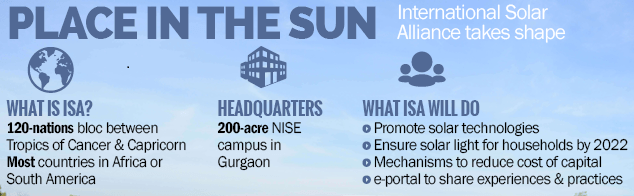 PLACE IN THE SUN
International Solar
Alliance takes shape
WHAT IS ISA?
120-nations bloc between
Tropics of Cancer & Capricorn
Most countries in Africa or
South America
HEADQUARTERS
200-acre NISE
campus in
Gurgaon
WHAT ISA WILL DO
Promote solar technologies
Ensure solar light for households by 2022
Mechanisms to reduce cost of capital
e-portal to share experiences & practices